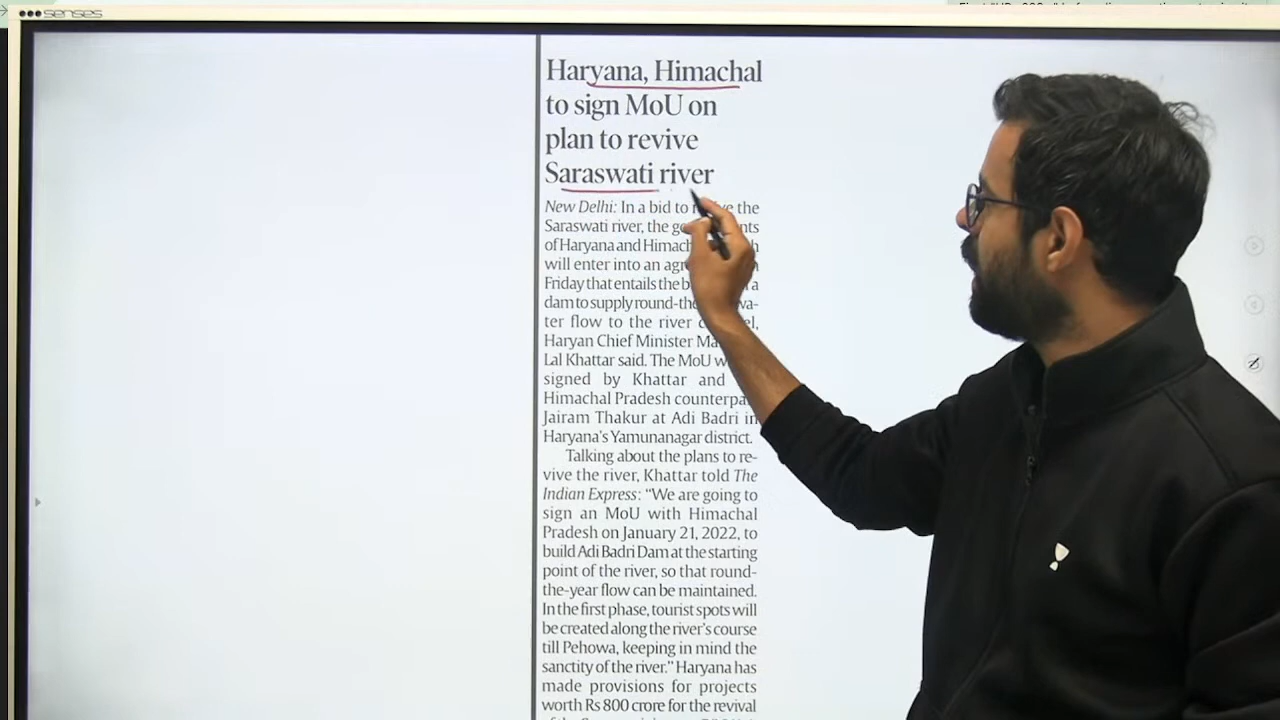 senses
Haryana, Himachal
to sign MoU on
plan to revive
Saraswati river
New Delhi: In a bid to the
Saraswati river, the
of Haryana and
will enter into an
Friday that entails the a
dam to supply
ter flow to the river
Haryan Chief Minister
Lal Khattar said. The MoU
signed by Khattar and
Himachal Pradesh
Jairam Thakur at Adi Badri in
Haryana's Yamunanagar district.
Talking about the plans to re-
vive the river, Khattar told The
Indian Express: “We are going to
sign an MoU with Himachal
Pradesh on January 21, 2022, to
build Adi Badri Dam at the starting
point of the river, so that round-
the-year flow can be maintained.
In the first phase, tourist spots will
be created along the river's course
till Pehowa, keeping in mind the
sanctity of the river.” Haryana has
made provisions for projects
worth Rs 800 crore for the revival